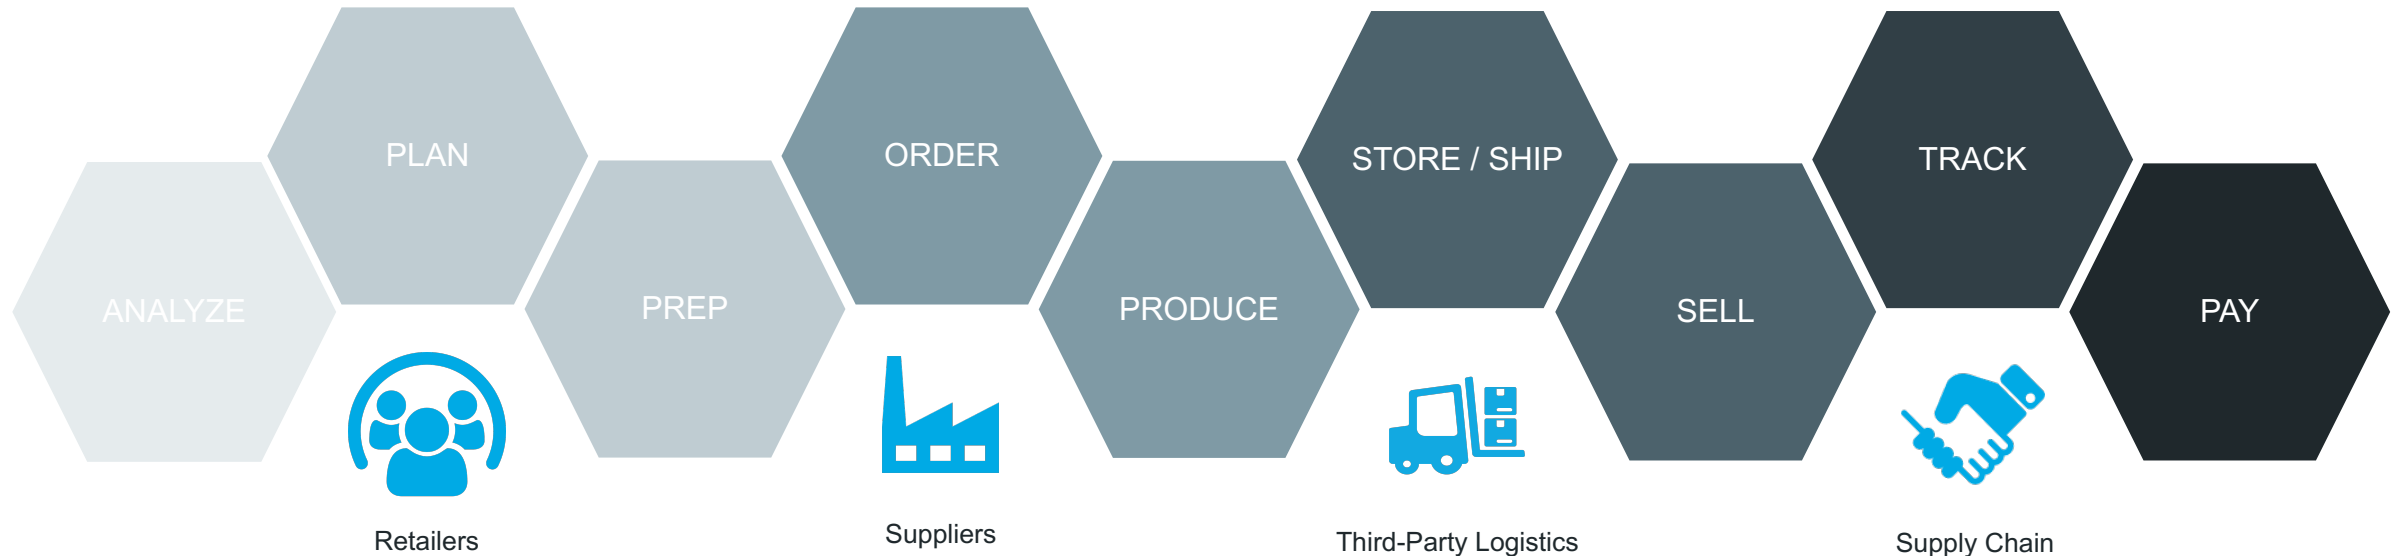 ANALYZE
PLAN
PREP
ORDER
PRODUCE
STORE / SHIP
SELL
TRACK
PAY
Retailers
Suppliers
Third-Party Logistics
Supply Chain